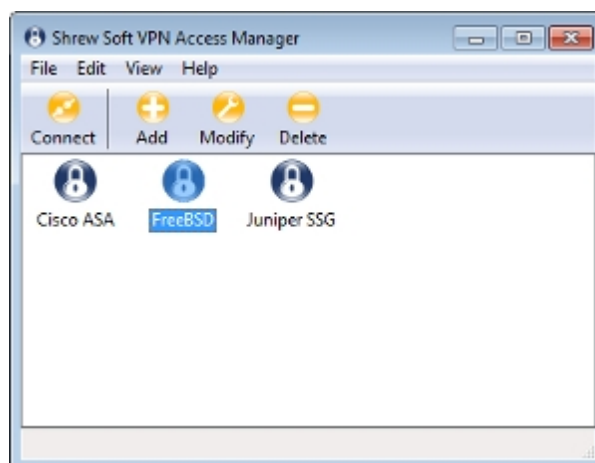 Shrew Soft VPN Access Manager
File Edit View Help
Connect Add Modify Delete
Cisco ASA FreeBSD Juniper SSG